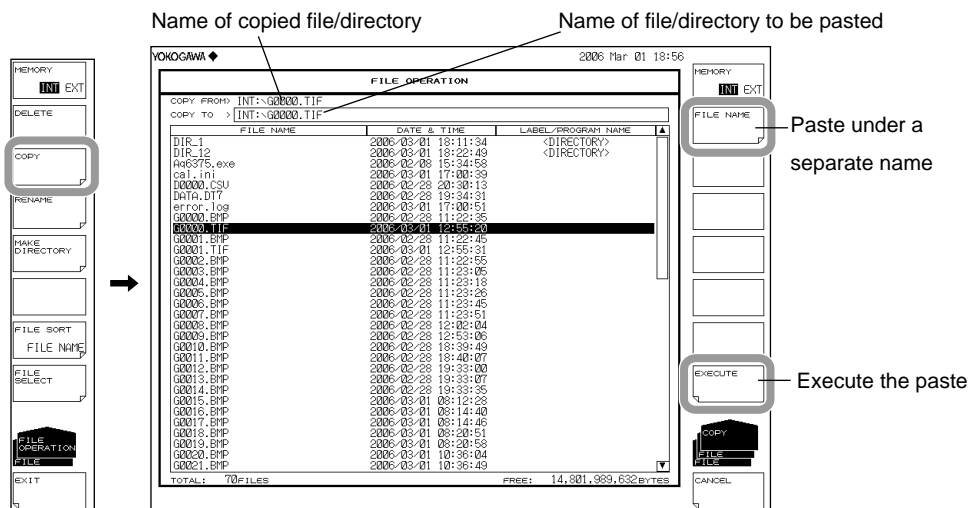 Name of copied file/directory
Name of file/directory to be pasted
MEMORY
INT EXT
DELETE
COPY
RENAME
MAKE
DIRECTORY
FILE SORT
FILE NAME
FILE
SELECT
FILE
OPERATION
FILE
EXIT
YOKOGAWA ◆ 2006 Mar 01 18:56
FILE OPERATION
COPY FROM> INT:\G0000.TIF
COPY TO > INT:\G0000.TIF
FILE NAME DATE & TIME LABEL/PROGRAM NAME
DIR_1 2006/03/01 18:11:34 <DIRECTORY>
DIR_12 2006/03/01 18:22:49 <DIRECTORY>
Aq6375.exe 2006/02/08 15:34:58
cal.ini 2006/03/01 17:00:39
D0000.CSV 2006/02/28 20:30:13
DATA.DT7 2006/02/28 19:34:31
error.log 2006/03/01 17:00:51
G0000.BMP 2006/02/28 11:22:35
G0000.TIF 2006/03/01 12:55:20
G0001.BMP 2006/02/28 11:22:45
G0001.TIF 2006/03/01 12:55:31
G0002.BMP 2006/02/28 11:22:55
G0003.BMP 2006/02/28 11:23:05
G0004.BMP 2006/02/28 11:23:18
G0005.BMP 2006/02/28 11:23:26
G0006.BMP 2006/02/28 11:23:45
G0007.BMP 2006/02/28 11:23:51
G0008.BMP 2006/02/28 12:02:04
G0009.BMP 2006/02/28 12:53:06
G0010.BMP 2006/02/28 18:39:49
G0011.BMP 2006/02/28 18:40:07
G0012.BMP 2006/02/28 19:33:00
G0013.BMP 2006/02/28 19:33:07
G0014.BMP 2006/02/28 19:33:35
G0015.BMP 2006/03/01 08:12:28
G0016.BMP 2006/03/01 08:14:40
G0017.BMP 2006/03/01 08:14:46
G0018.BMP 2006/03/01 08:20:51
G0019.BMP 2006/03/01 08:20:58
G0020.BMP 2006/03/01 10:36:04
G0021.BMP 2006/03/01 10:36:49
TOTAL: 70FILES FREE: 14,801,989,632BYTES
MEMORY
INT EXT
FILE NAME
EXECUTE
COPY
FILE
FILE
CANCEL
Paste under a
separate name
Execute the paste